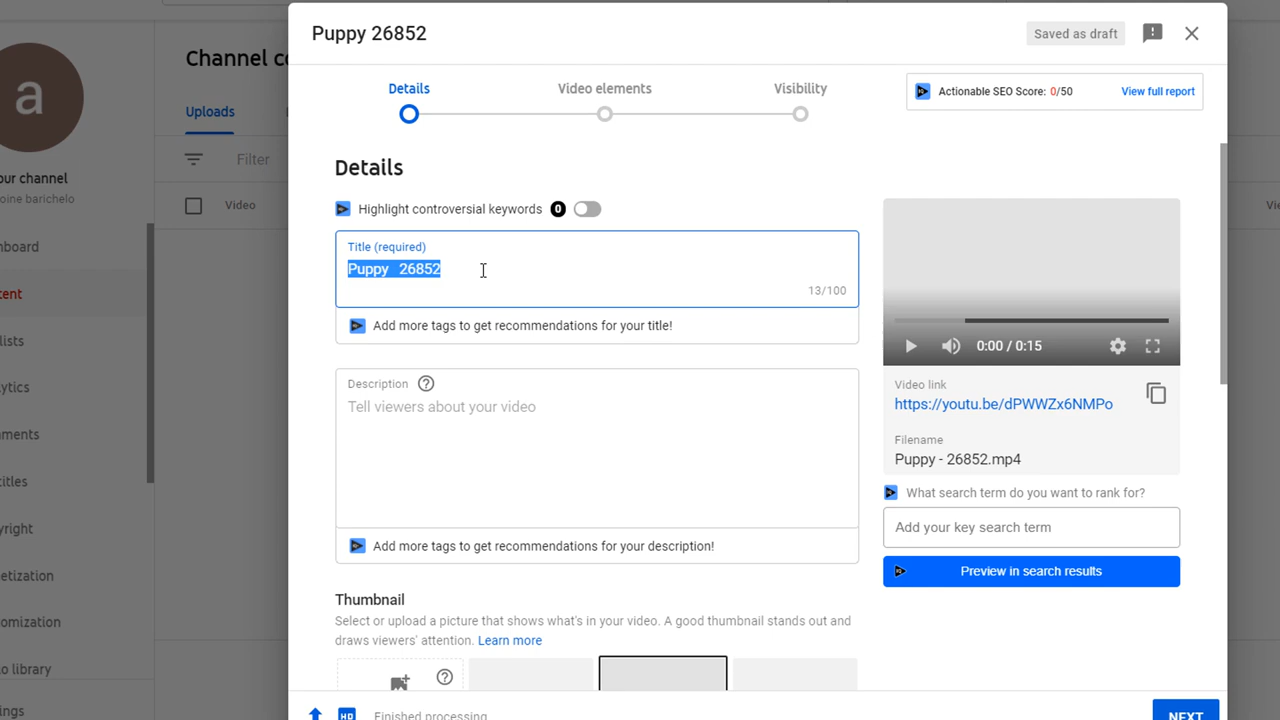 Puppy 26852
Saved as draft
Details
Video elements
Visibility
Actionable SEO Score: 0/50
View full report
Channel co
Uploads
Filter
Video
a
our channel
oine barichelo
nboard
tent
lists
ytics
ments
titles
yright
etization
omization
o library
ngs
Details
Highlight controversial keywords 0
Title (required)
Puppy 26852
13/100
Add more tags to get recommendations for your title!
Description
Tell viewers about your video
Add more tags to get recommendations for your description!
Thumbnail
Select or upload a picture that shows what's in your video. A good thumbnail stands out and
draws viewers' attention. Learn more
0:00 / 0:15
Video link
https://youtu.be/dPWWZx6NMPo
Filename
Puppy - 26852.mp4
What search term do you want to rank for?
Add your key search term
Preview in search results
HD
Finished processing
NEXT